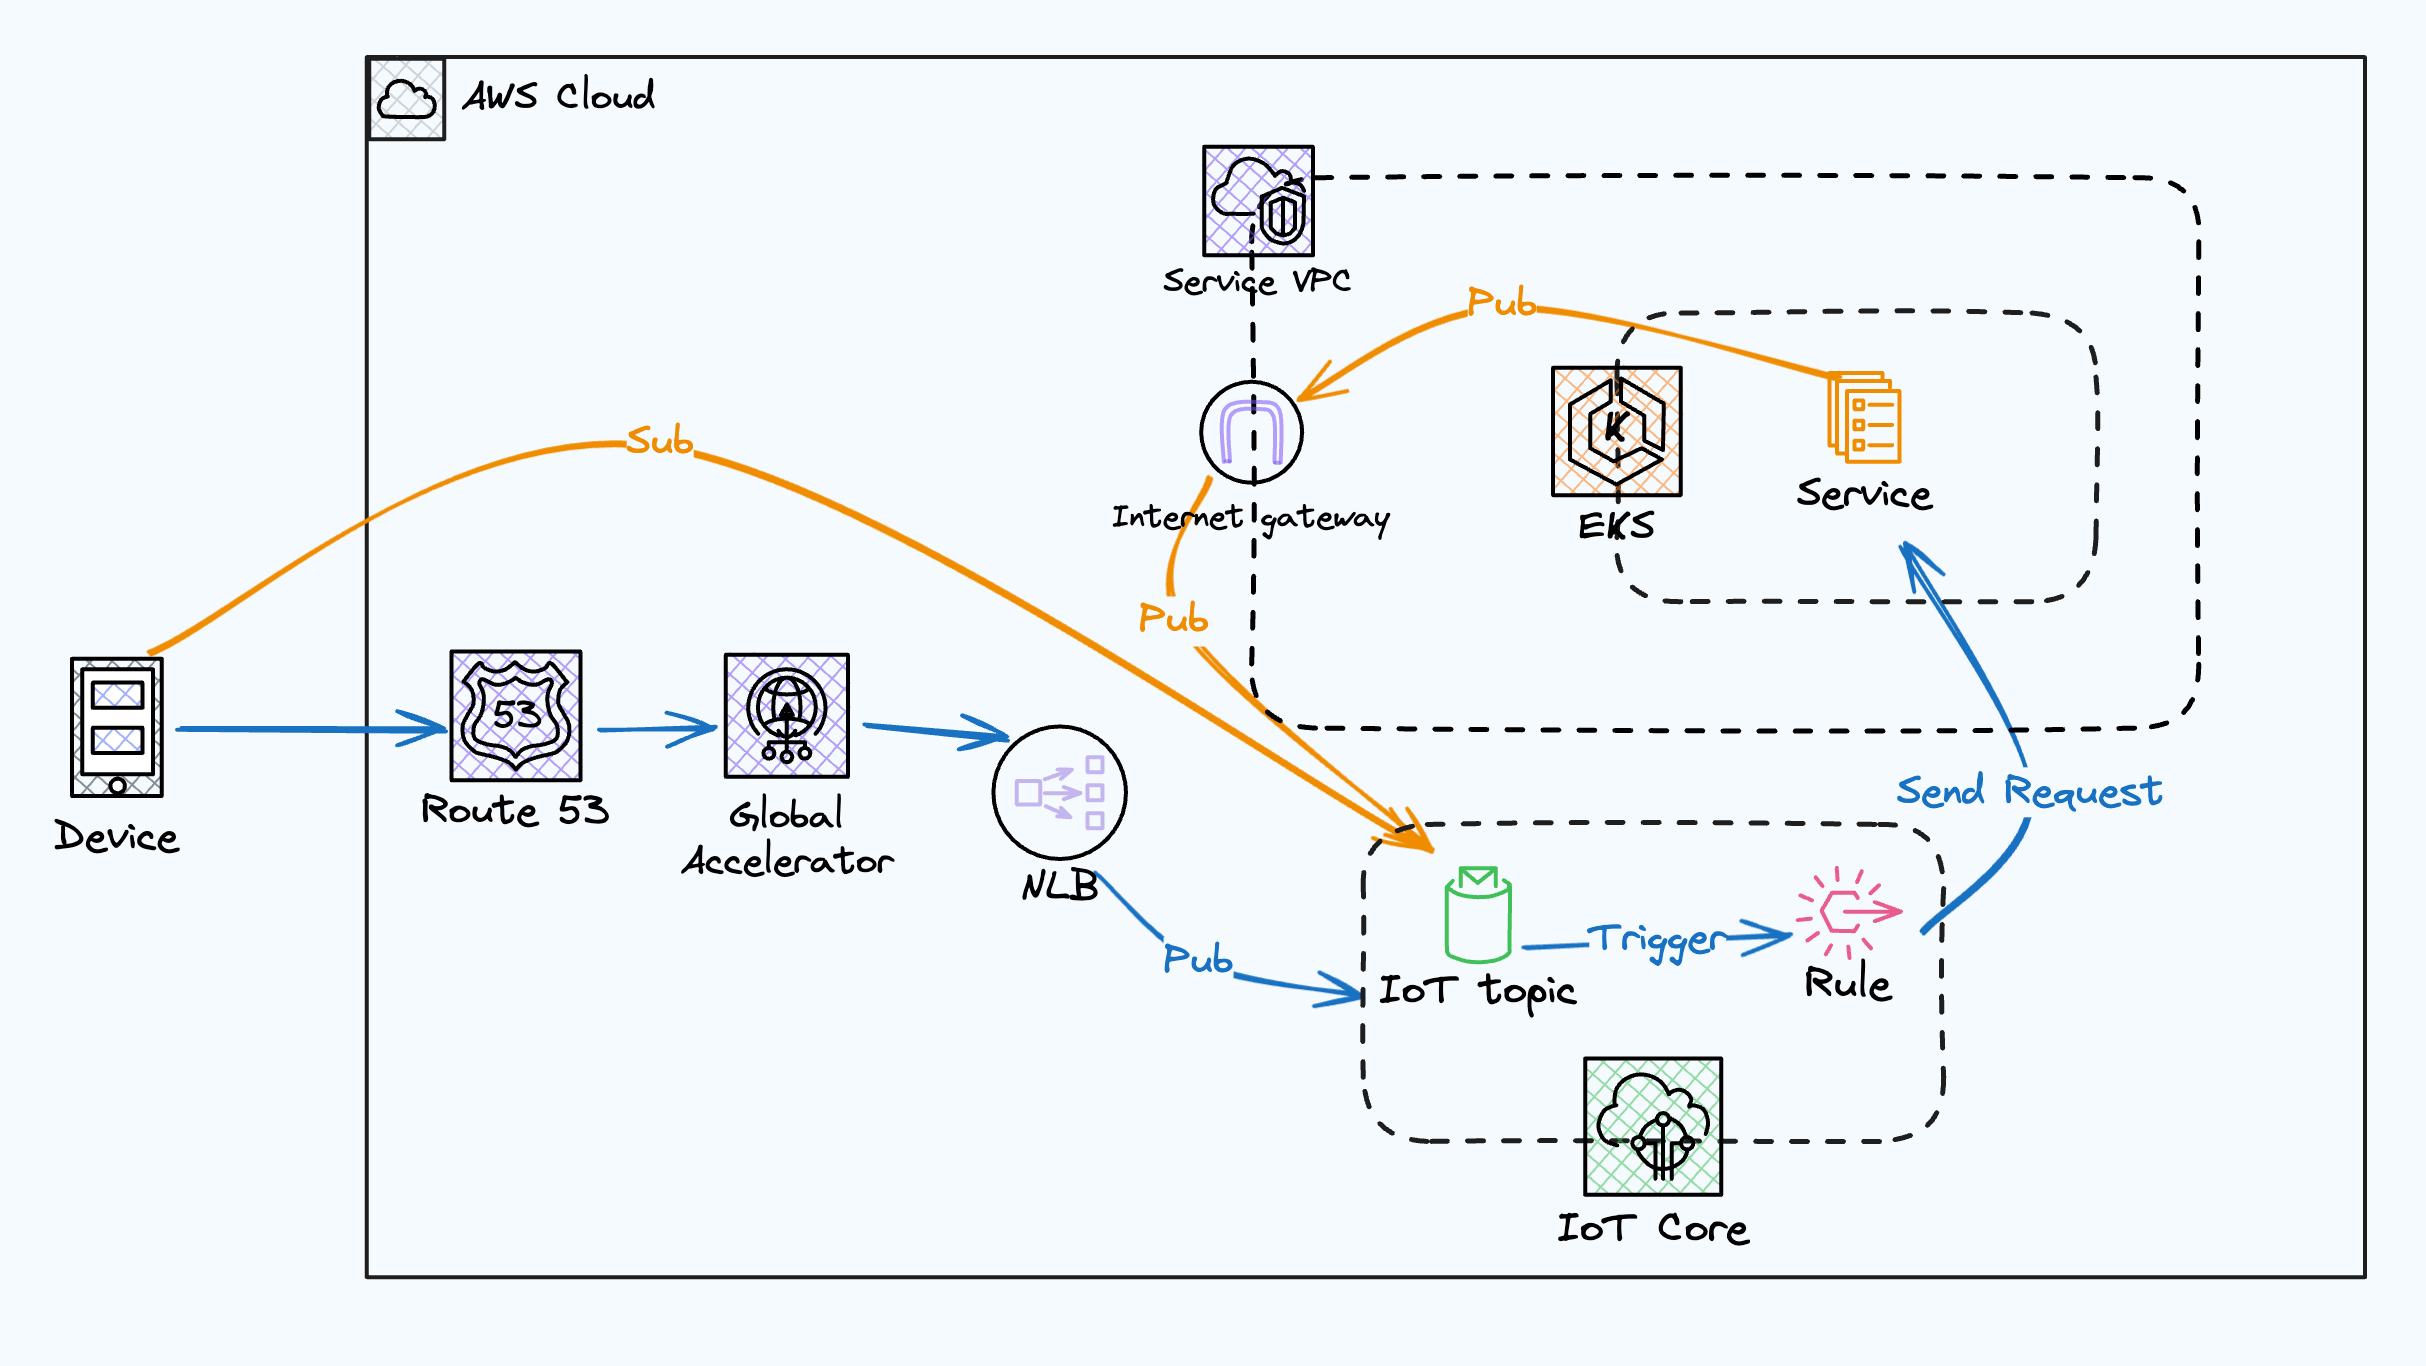 AWS Cloud
Service VPC
Pub
Sub
Internet gateway
K
EKS
Service
Pub
53
Route 53
Global
Accelerator
Device
NLB
Send Request
Pub
Trigger
IoT topic
Rule
IoT Core